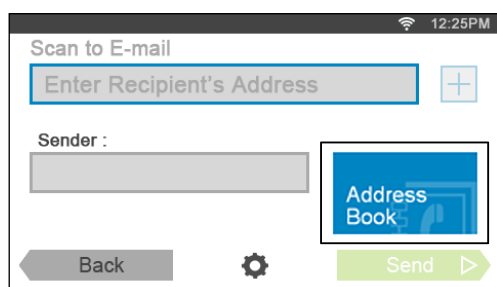 12:25PM
Scan to E-mail
Enter Recipient's Address
Sender :
Address
Book
Back
Send